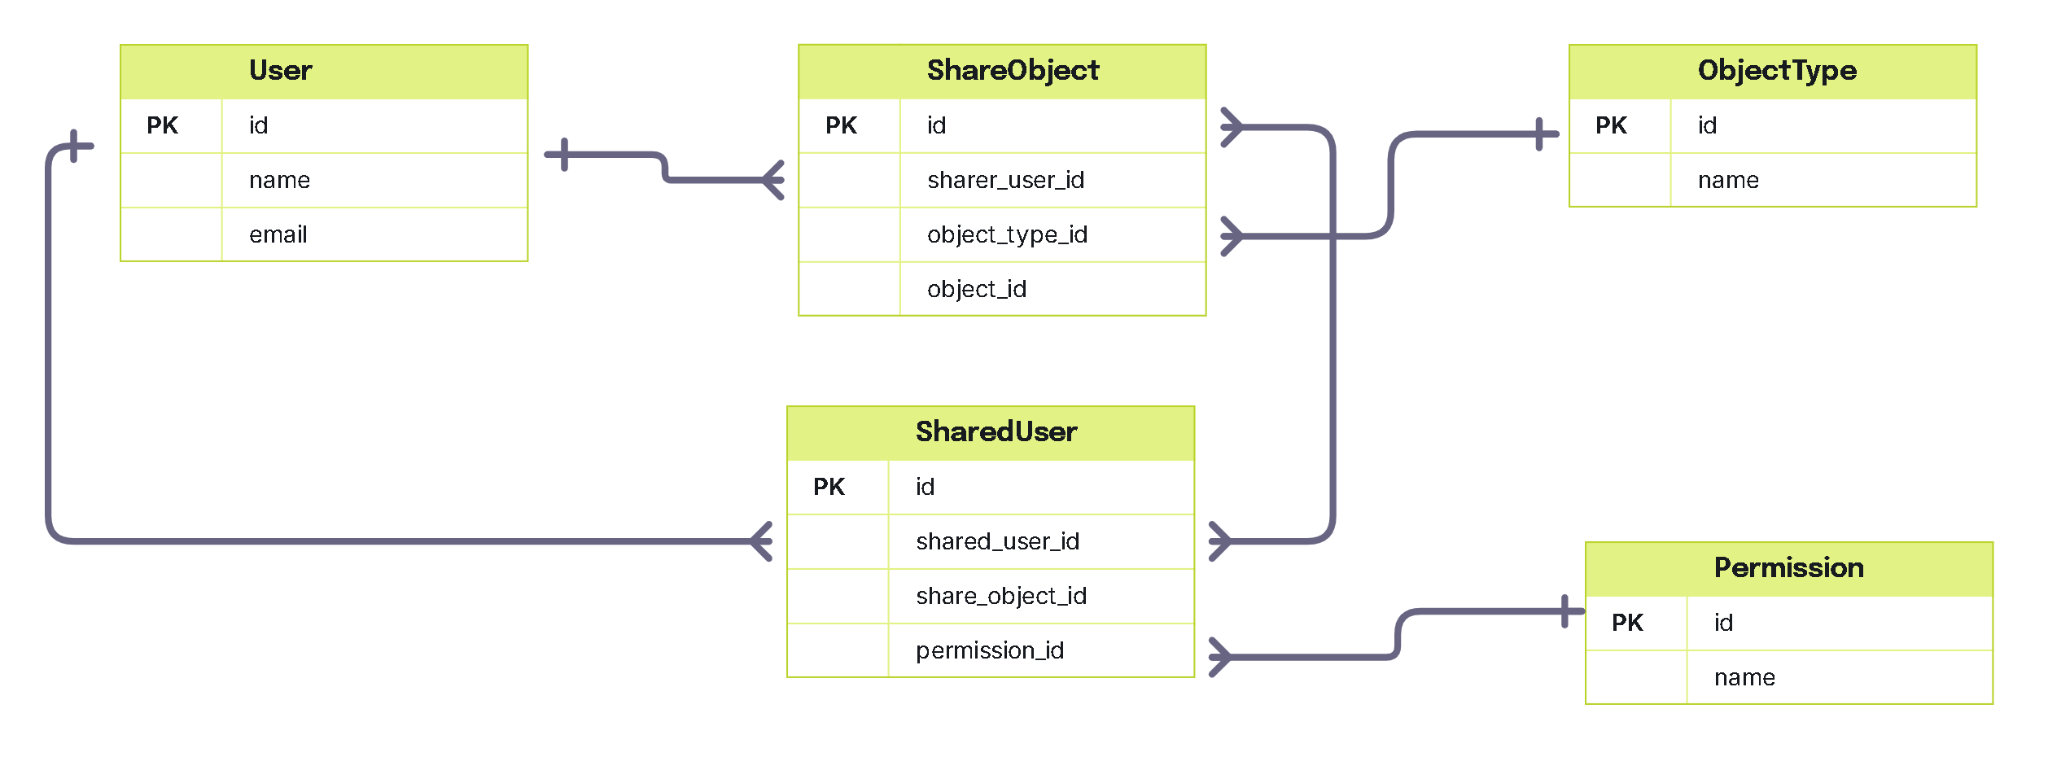 User
PK id
name
email
ShareObject
PK id
sharer_user_id
object_type_id
object_id
ObjectType
PK id
name
SharedUser
PK id
shared_user_id
share_object_id
permission_id
Permission
PK id
name